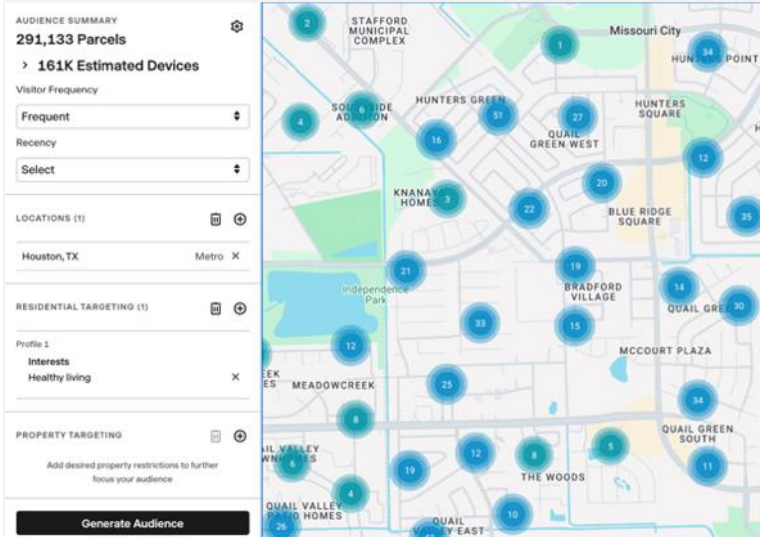 AUDIENCE SUMMARY
291,133 Parcels
> 161K Estimated Devices
Visitor Frequency
Frequent
Recency
Select
LOCATIONS (1)
Houston, TX Metro ×
RESIDENTIAL TARGETING (1)
Profile 1
Interests
Healthy living ×
PROPERTY TARGETING
Add desired property restrictions to further
focus your audience
Generate Audience
2
STAFFORD
MUNICIPAL
COMPLEX
1
Missouri City
34
HUNTERS POINT
4
6
HUNTERS GREEN
51
27
HUNTERS
SQUARE
16
QUAIL
GREEN WEST
12
KNANAYA
HOMES
3
20
22
BLUE RIDGE
SQUARE
35
21
19
Independence
Park
BRADFORD
VILLAGE
14
30
33
15
12
MCCOURT PLAZA
MEADOWCREEK
25
34
8
QUAIL GREEN
SOUTH
6
19
12
8
5
11
THE WOODS
4
QUAIL VALLEY
PATIO HOMES
26
10
QUAIL
VALLEY EAST